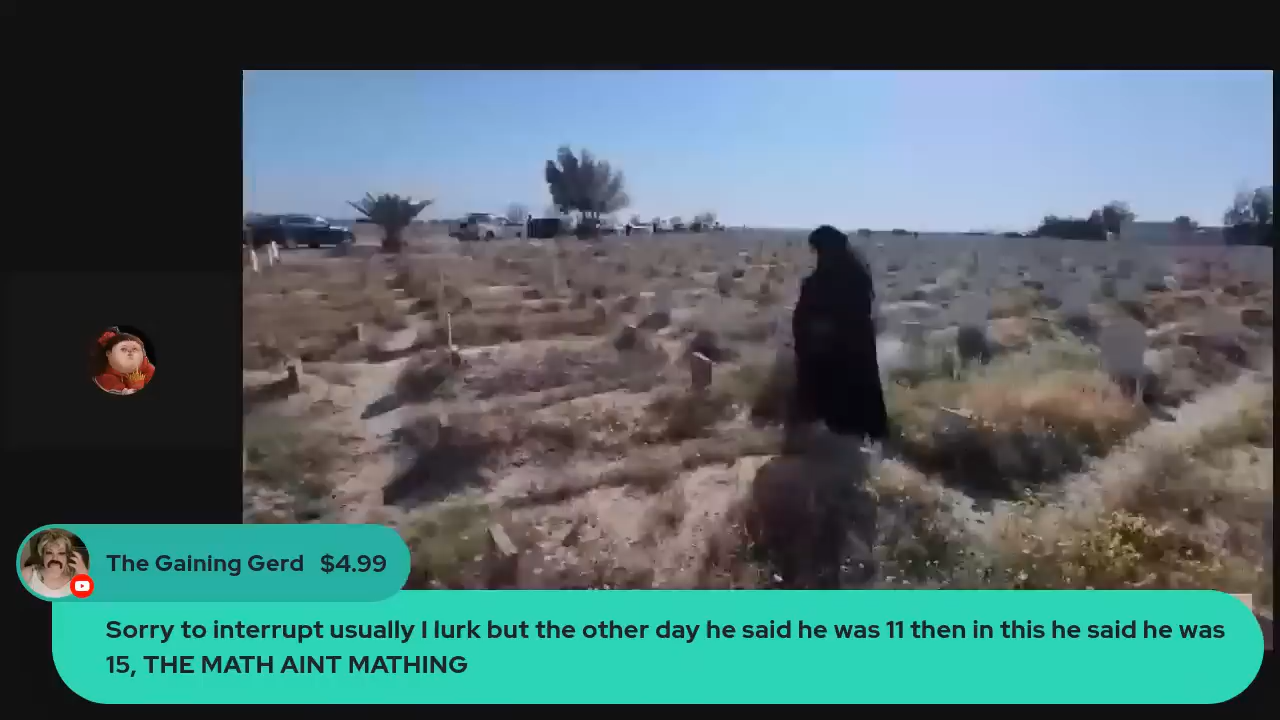 The Gaining Gerd $4.99
Sorry to interrupt usually I lurk but the other day he said he was 11 then in this he said he was
15, THE MATH AINT MATHING